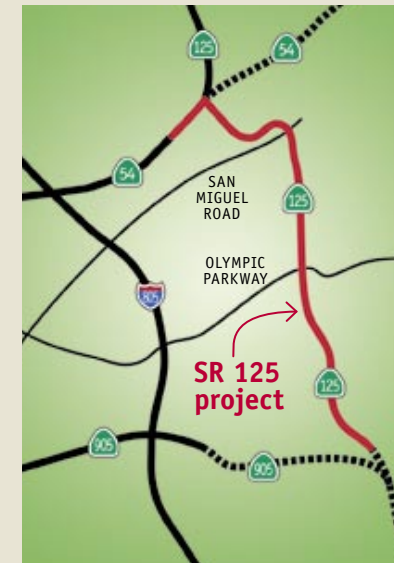 125
54
54
SAN
MIGUEL
ROAD
125
OLYMPIC
PARKWAY
805
SR 125
project
125
905
905